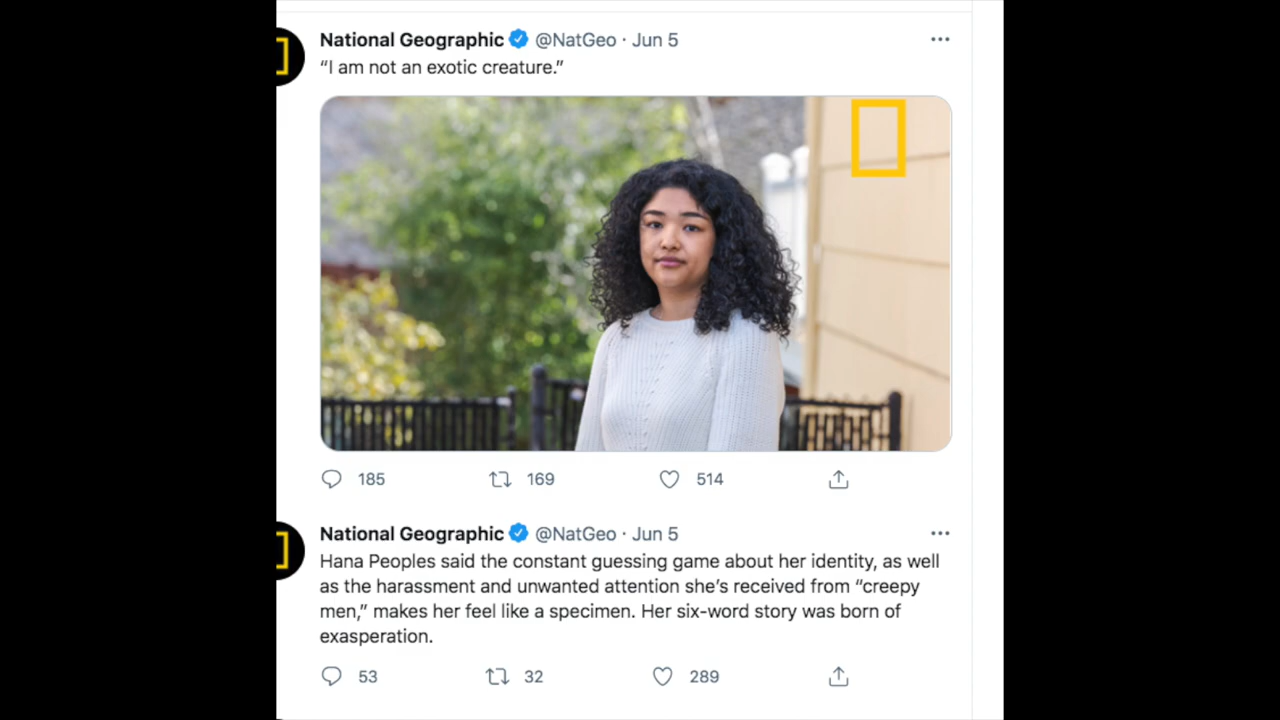 National Geographic @NatGeo · Jun 5
“I am not an exotic creature.”
185 169 514
National Geographic @NatGeo · Jun 5
Hana Peoples said the constant guessing game about her identity, as well
as the harassment and unwanted attention she’s received from “creepy
men,” makes her feel like a specimen. Her six-word story was born of
exasperation.
53 32 289